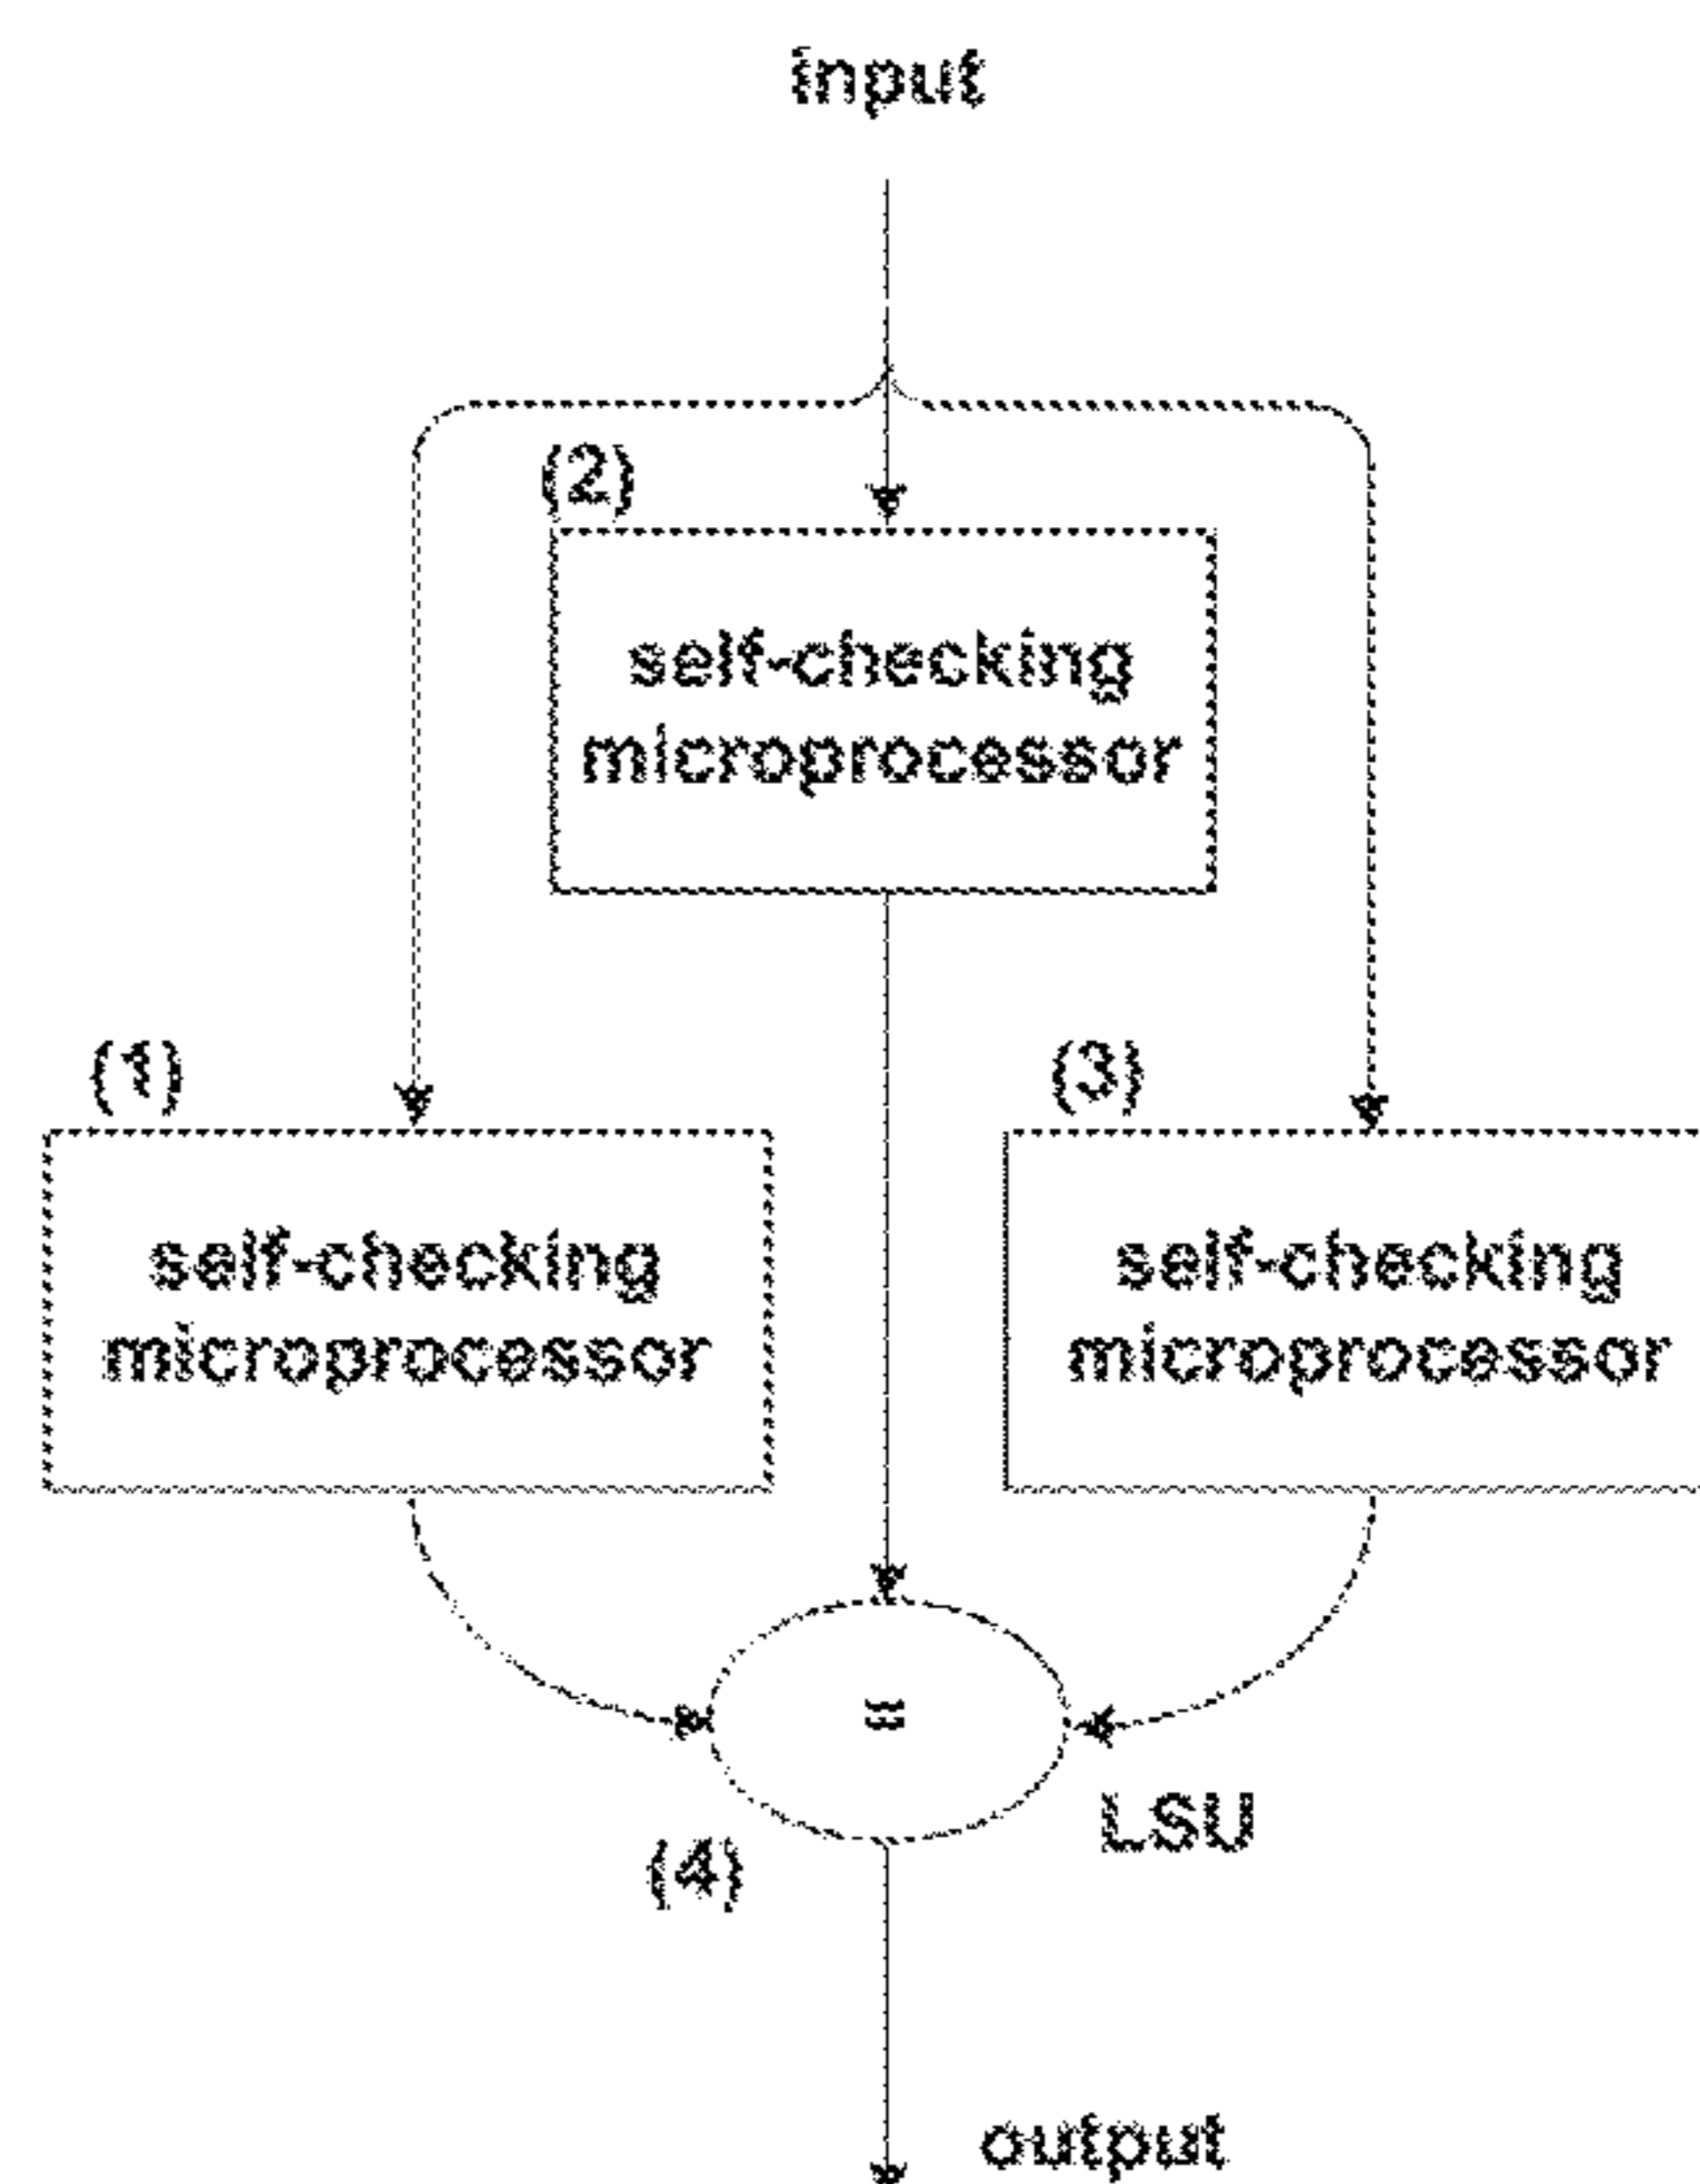 input
(2)
self-checking
microprocessor
(1)
self-checking
microprocessor
(3)
self-checking
microprocessor
=
LSU
(4)
output